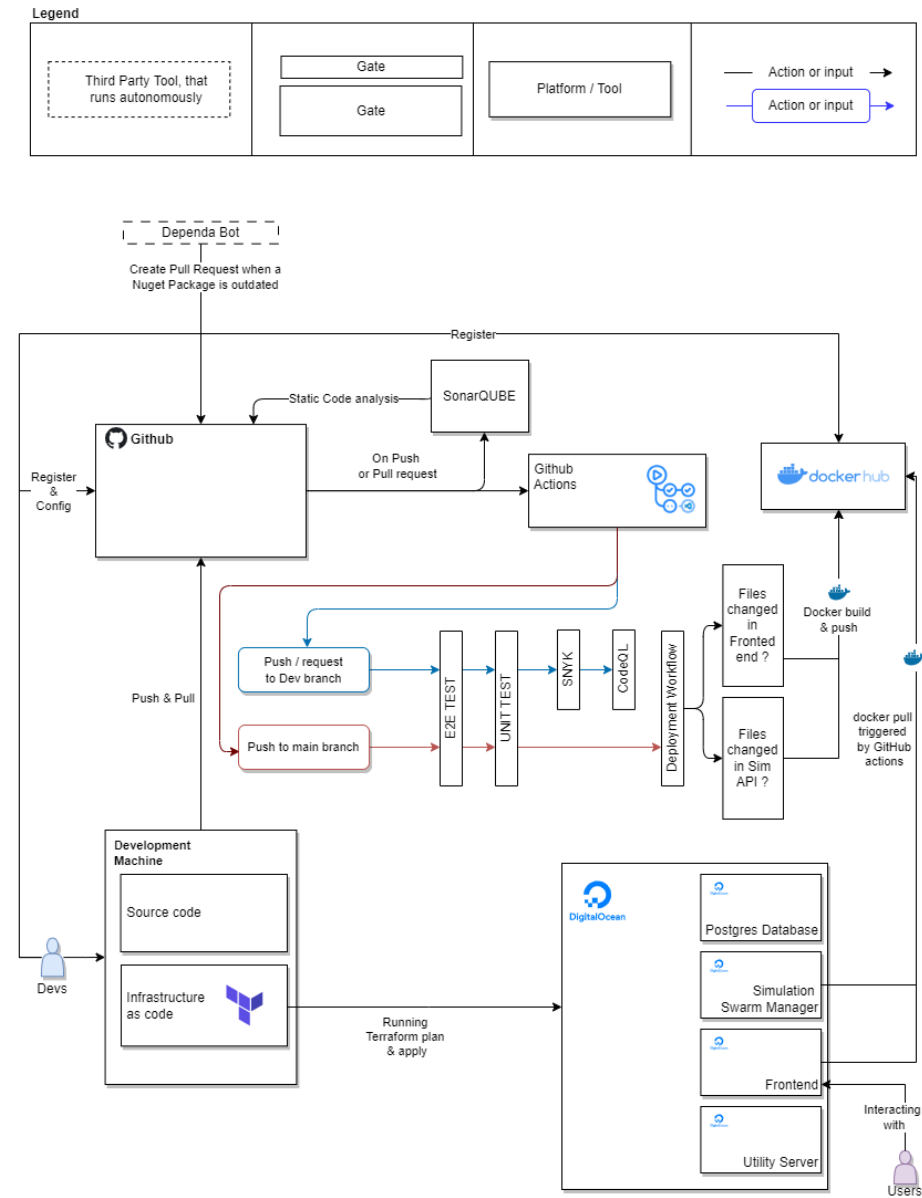 Legend
Third Party Tool, that
runs autonomously
Gate
Gate
Platform / Tool
Action or input
Action or input
Dependa Bot
Create Pull Request when a
Nuget Package is outdated
Register
Static Code analysis
SonarQUBE
Github
On Push
or Pull request
Github
Actions
docker hub
Register
&
Config
Push / request
to Dev branch
Push to main branch
E2E TEST
UNIT TEST
SNYK
CodeQL
Deployment Workflow
Files
changed
in
Fronted
end ?
Files
changed
in Sim
API ?
Docker build
& push
docker pull
triggered
by GitHub
actions
Push & Pull
Development
Machine
Source code
Infrastructure
as code
Devs
Running
Terraform plan
& apply
DigitalOcean
DigitalOcean
Postgres Database
DigitalOcean
Simulation
Swarm Manager
DigitalOcean
Frontend
DigitalOcean
Utility Server
Interacting
with
Users